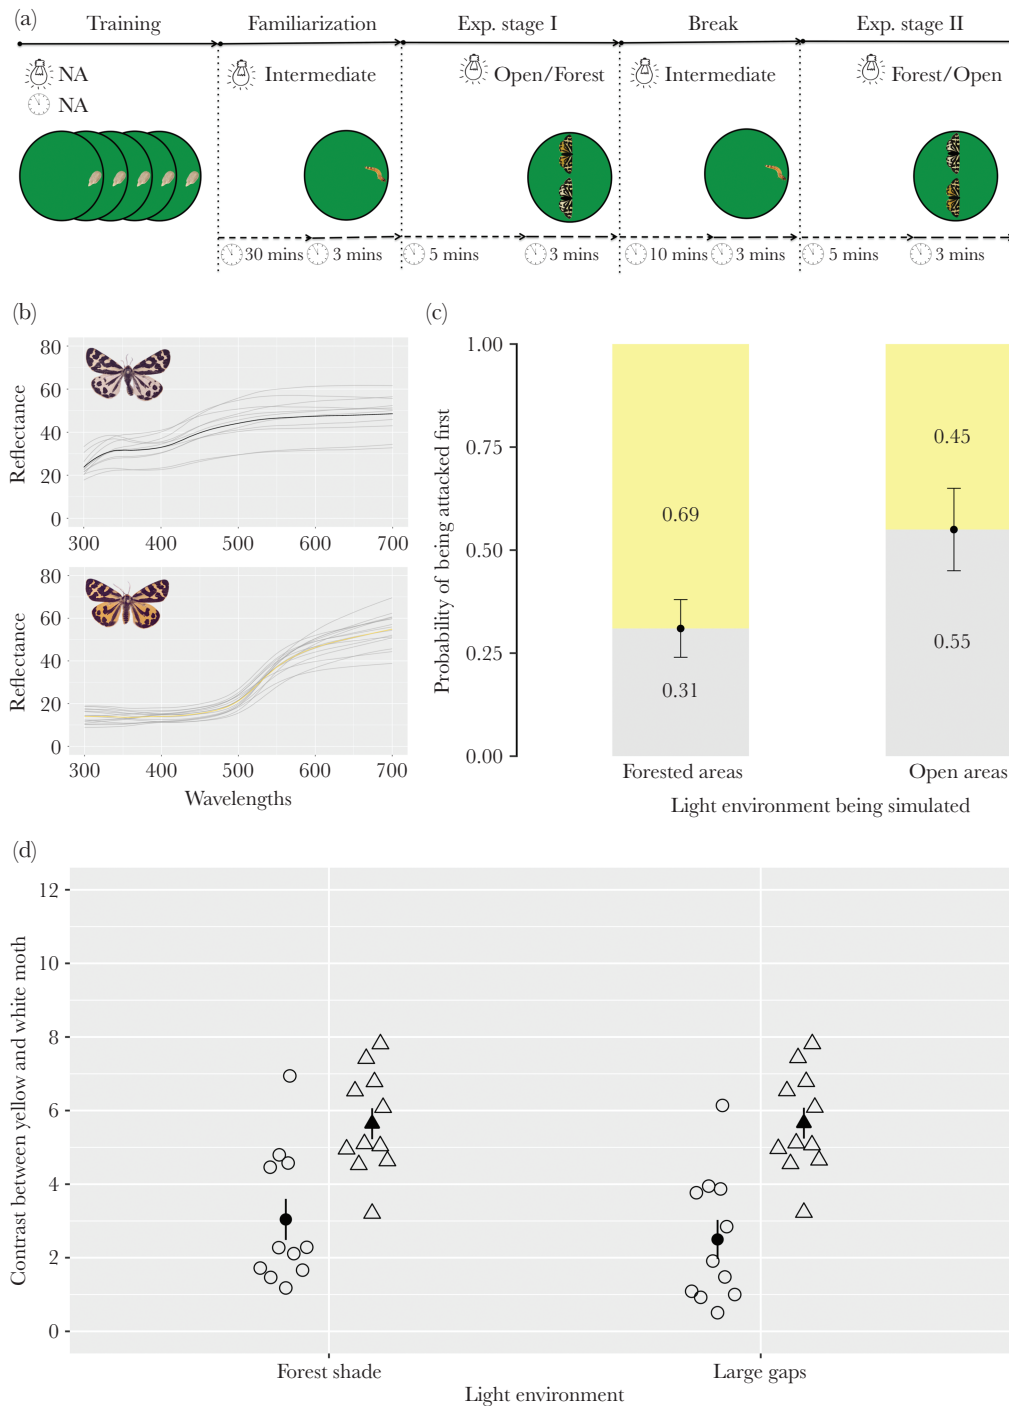 (a)
Training
Familiarization
Exp. stage I
Break
Exp. stage II
NA
Intermediate
Open/Forest
Intermediate
Forest/Open
NA
30 mins
3 mins
5 mins
3 mins
10 mins
3 mins
5 mins
3 mins
(b)
80
60
40
20
0
Reflectance
300
400
500
600
700
80
60
40
20
0
Reflectance
300
400
500
600
700
Wavelengths
(c)
1.00
0.75
0.50
0.25
0.00
Probability of being attacked first
0.69
0.31
0.45
0.55
Forested areas
Open areas
Light environment being simulated
(d)
12
10
8
6
4
2
0
Contrast between yellow and white moth
Forest shade
Large gaps
Light environment